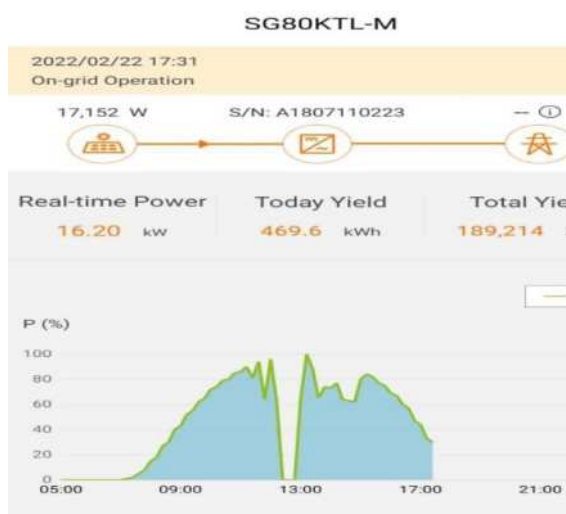 SG80KTL-M
2022/02/22 17:31
On-grid Operation
17,152 W S/N: A1807110223 --
Real-time Power Today Yield Total Yie
16.20 kW 469.6 kWh 189,214
P (%)
100
80
60
40
20
0
05:00 09:00 13:00 17:00 21:00